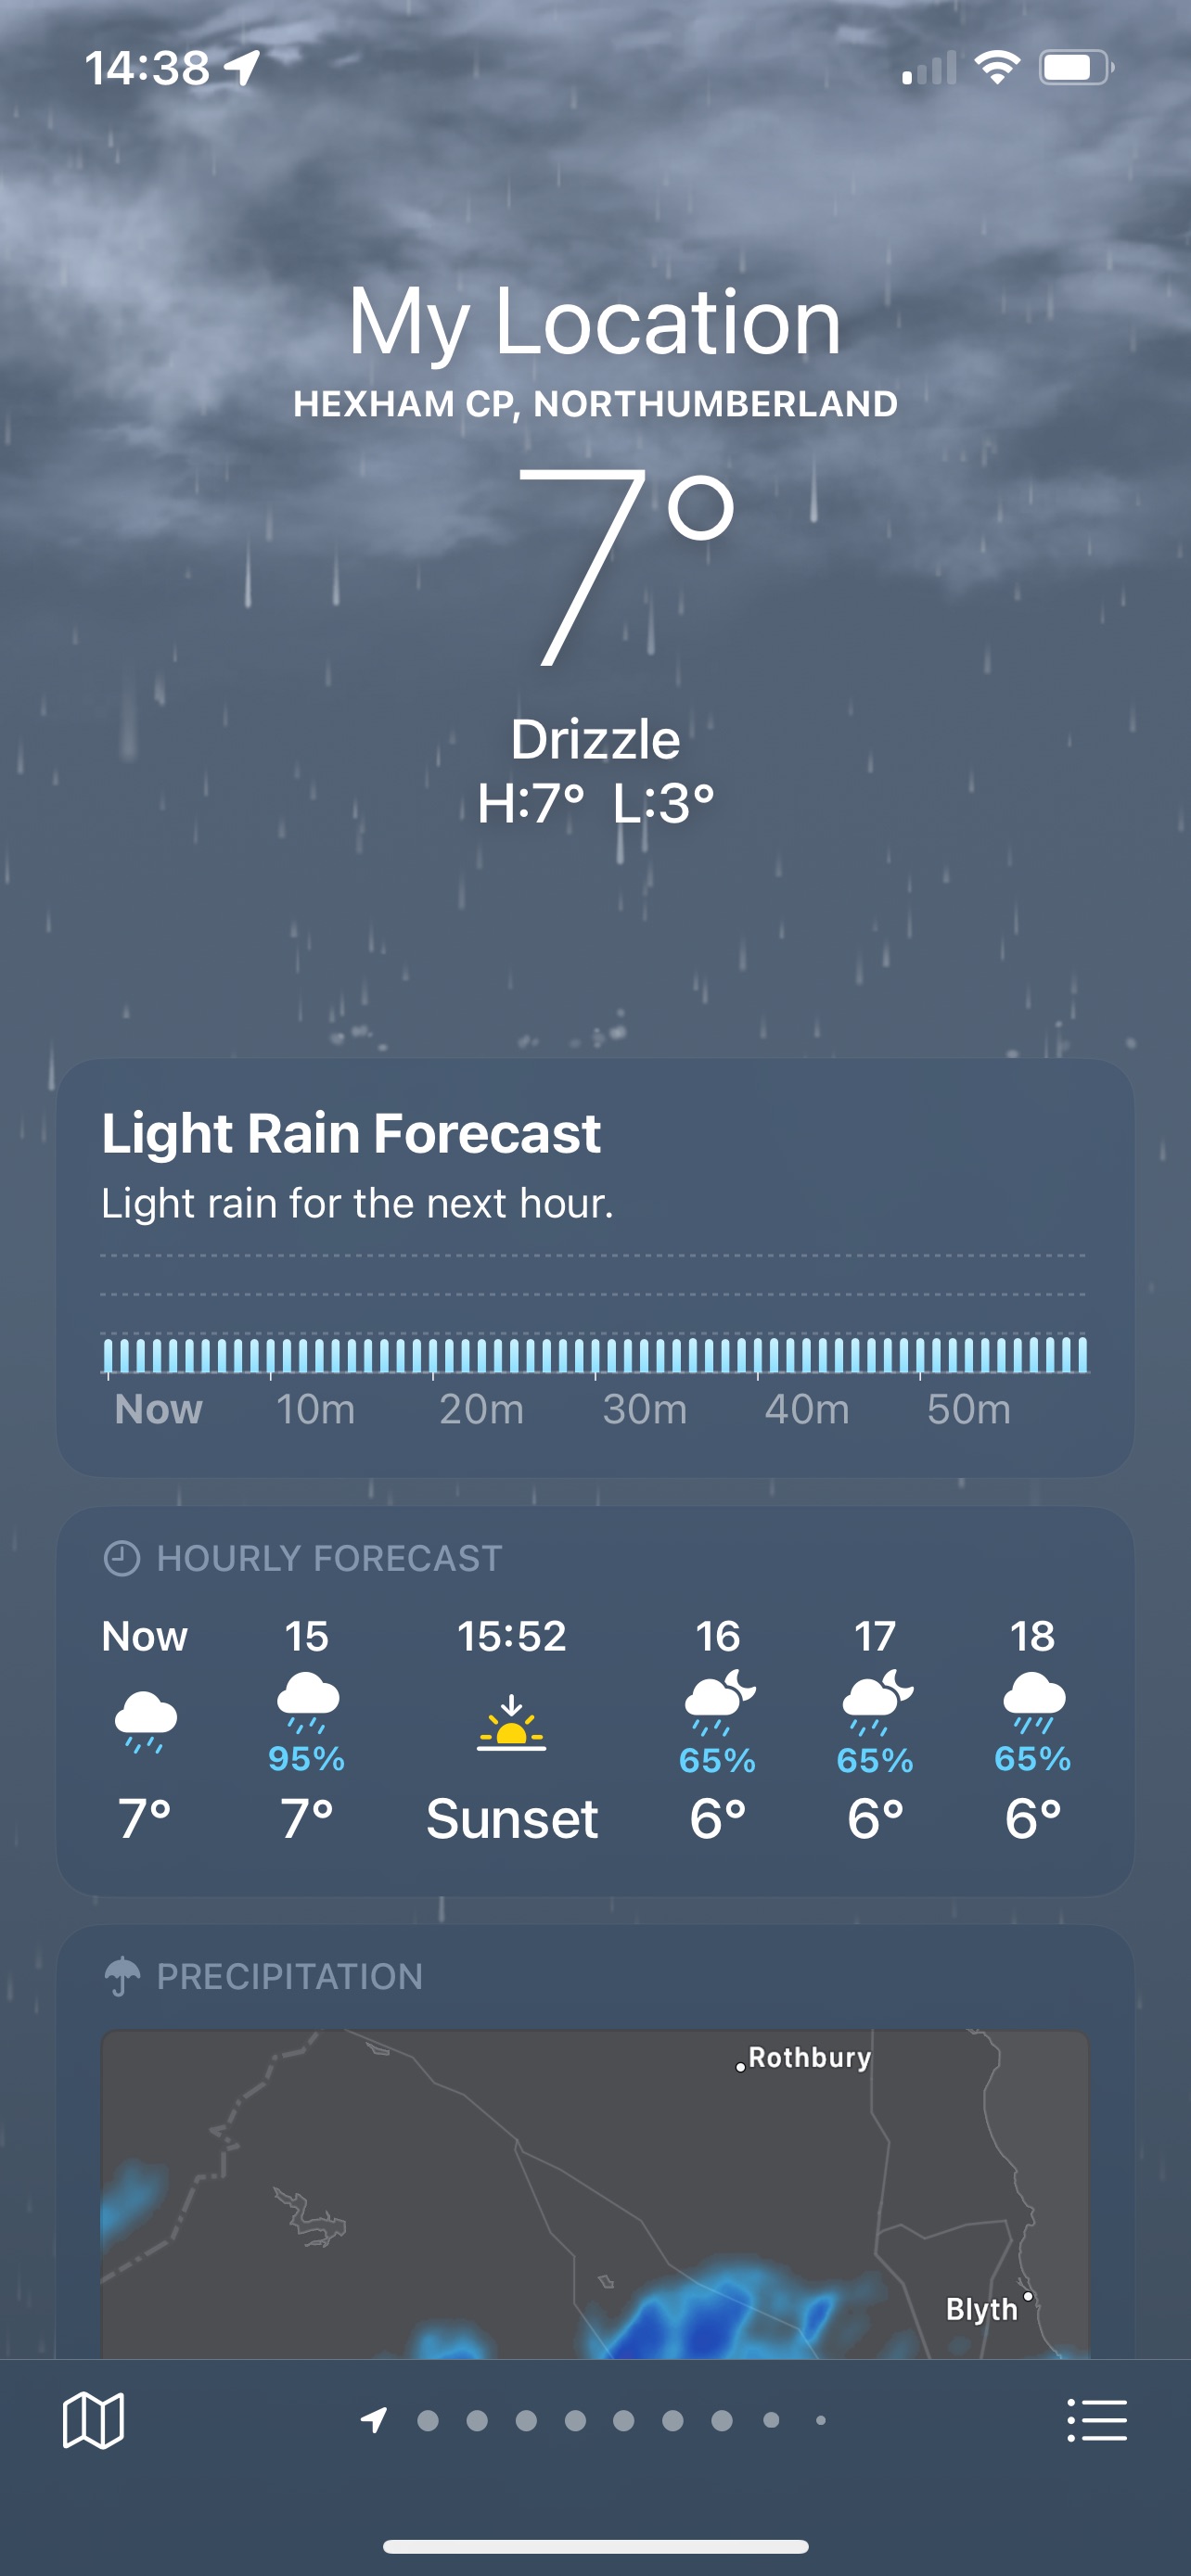 14:38
My Location
HEXHAM CP, NORTHUMBERLAND
7°
Drizzle
H:7° L:3°
Light Rain Forecast
Light rain for the next hour.
Now 10m 20m 30m 40m 50m
HOURLY FORECAST
Now 15 15:52 16 17 18
95% 65% 65% 65%
7° 7° Sunset 6° 6° 6°
PRECIPITATION
Rothbury
Blyth